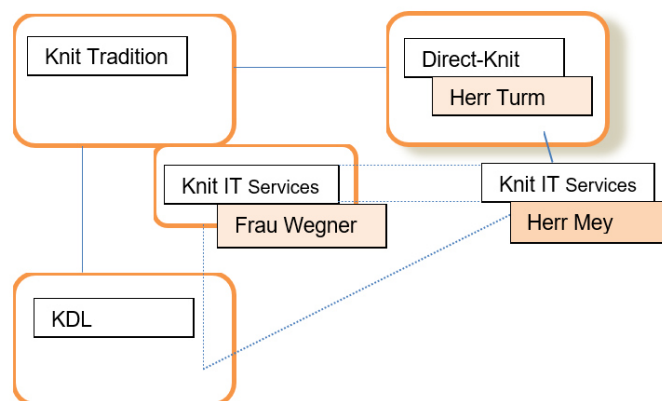 Knit Tradition
Direct-Knit
Herr Turm
Knit IT Services
Frau Wegner
Knit IT Services
Herr Mey
KDL